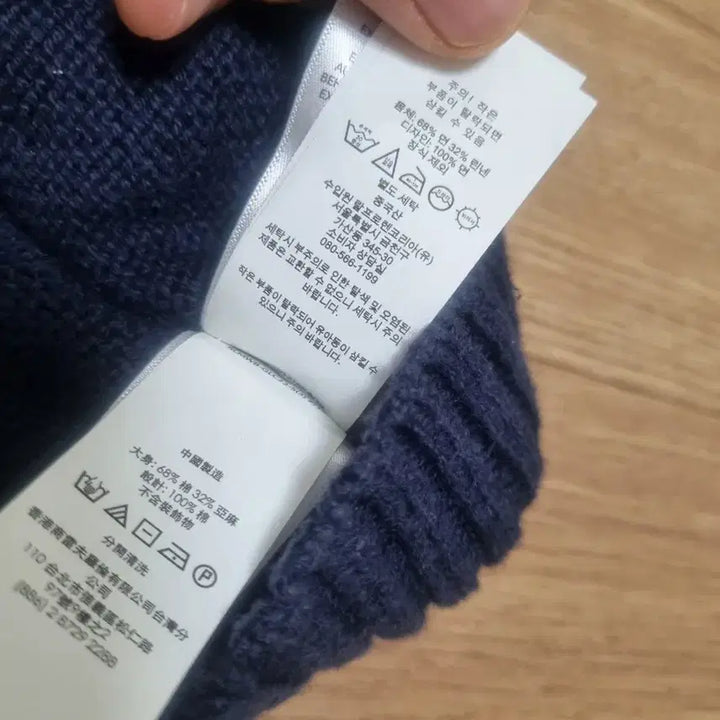 주의! 작은
부품이 탈락되면
삼킬 수 있음
몸체: 68% 면 32% 린넨
디자인: 100% 면
장식 제외
별도 세탁
중국산
수입원 랄프로렌코리아(유)
서울특별시 금천구
가산동 345-30
소비자 상담실
080-566-1199
세탁시 부주의로 인한 탈색 및 오염된
제품은 교환할 수 없으니 세탁시 주의
바랍니다.
작은 부품이 탈락되어 유아동이 삼킬 수
있으니 주의 바랍니다.
中國製造
大身: 68% 棉 32% 亞麻
設計: 100% 棉
不含裝飾物
分開清洗
香港商雷夫羅倫有限公司台灣分
公司
110 台北市信義區松仁路
97號9樓之2
(886) 2 8729 2288